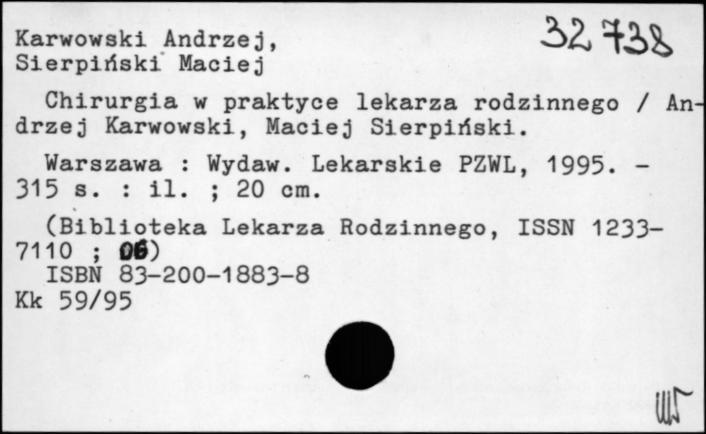 32 738
Karwowski Andrzej,
Sierpiński Maciej
Chirurgia w praktyce lekarza rodzinnego / An-
drzej Karwowski, Maciej Sierpiński.
Warszawa : Wydaw. Lekarskie PZWL, 1995. -
315 s. : il. ; 20 cm.
(Biblioteka Lekarza Rodzinnego, ISSN 1233-
7110 ; 06)
ISBN 83-200-1883-8
Kk 59/95